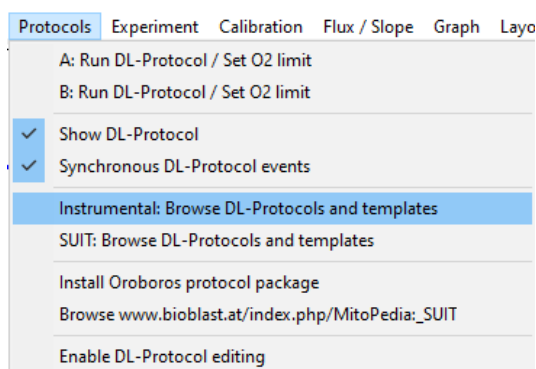 Protocols Experiment Calibration Flux / Slope Graph Layo
A: Run DL-Protocol / Set O2 limit
B: Run DL-Protocol / Set O2 limit
Show DL-Protocol
Synchronous DL-Protocol events
Instrumental: Browse DL-Protocols and templates
SUIT: Browse DL-Protocols and templates
Install Oroboros protocol package
Browse www.bioblast.at/index.php/MitoPedia:_SUIT
Enable DL-Protocol editing